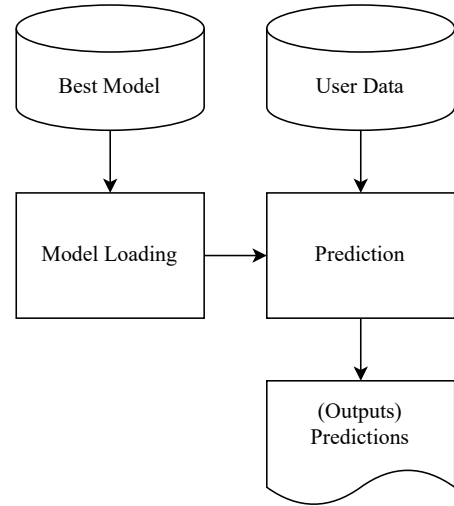 Best Model
User Data
Model Loading
Prediction
(Outputs)
Predictions